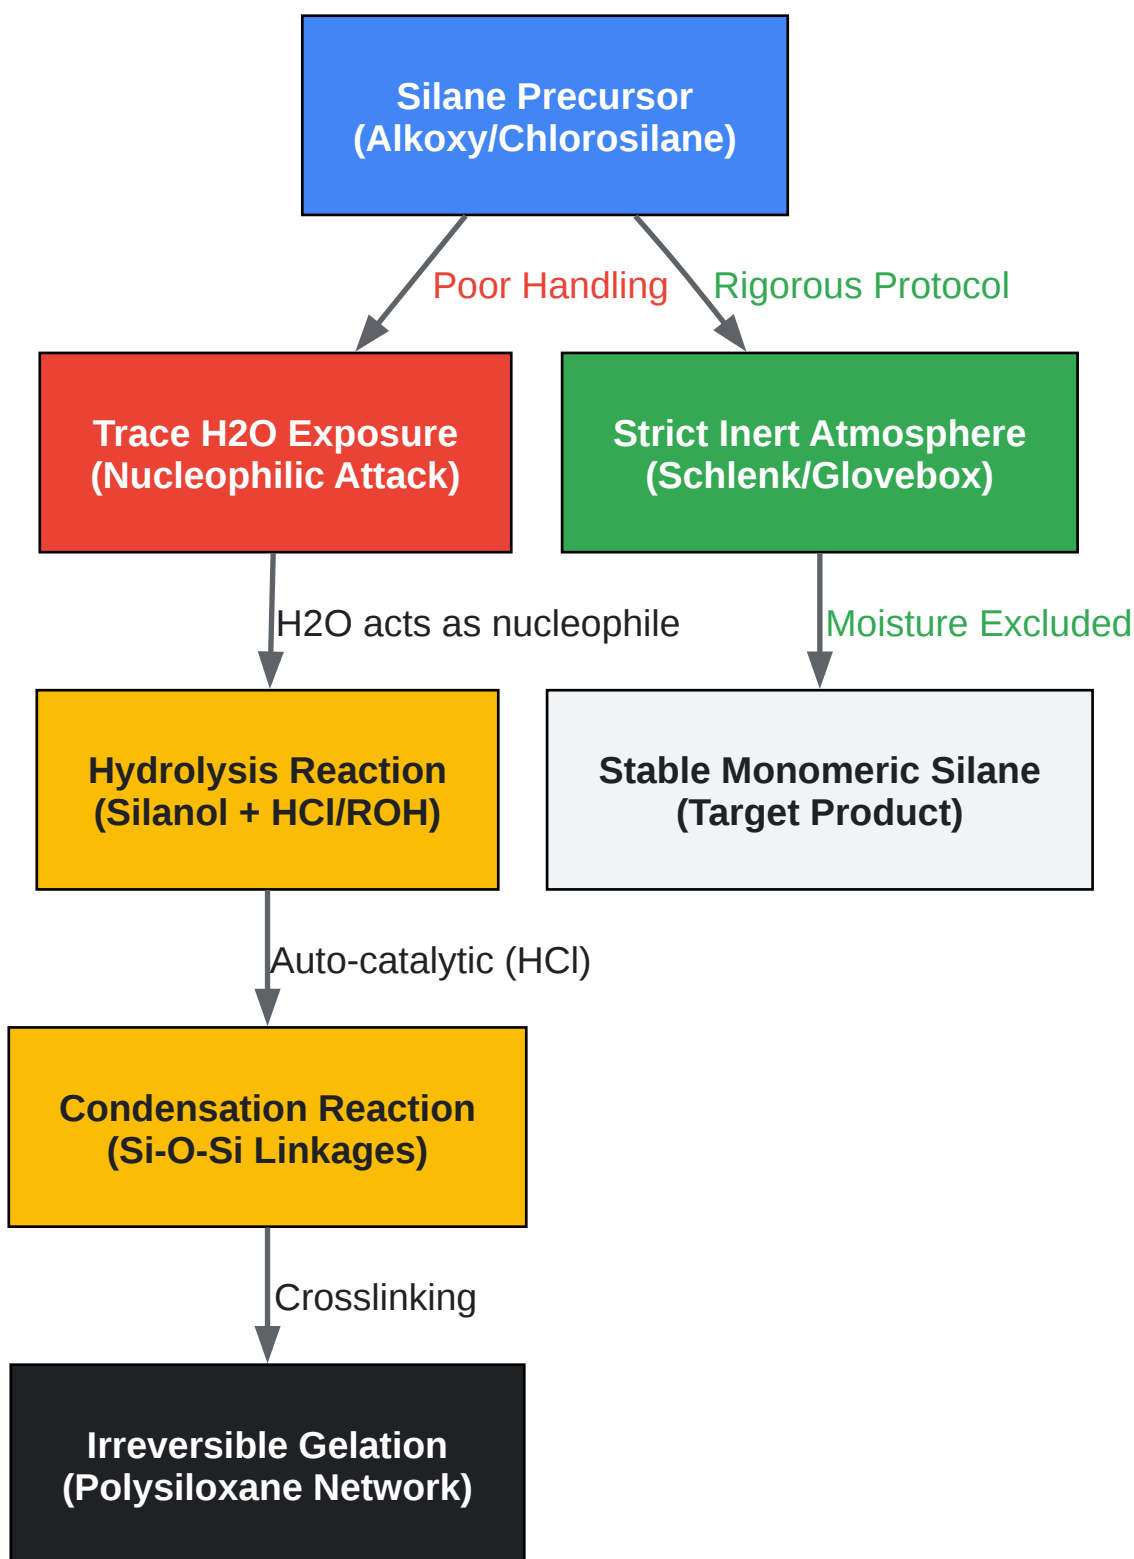 Silane Precursor
(Alkoxy/Chlorosilane)
Poor Handling
Rigorous Protocol
Trace H2O Exposure
(Nucleophilic Attack)
Strict Inert Atmosphere
(Schlenk/Glovebox)
H2O acts as nucleophile
Moisture Excluded
Hydrolysis Reaction
(Silanol + HCl/ROH)
Stable Monomeric Silane
(Target Product)
Auto-catalytic (HCl)
Condensation Reaction
(Si-O-Si Linkages)
Crosslinking
Irreversible Gelation
(Polysiloxane Network)